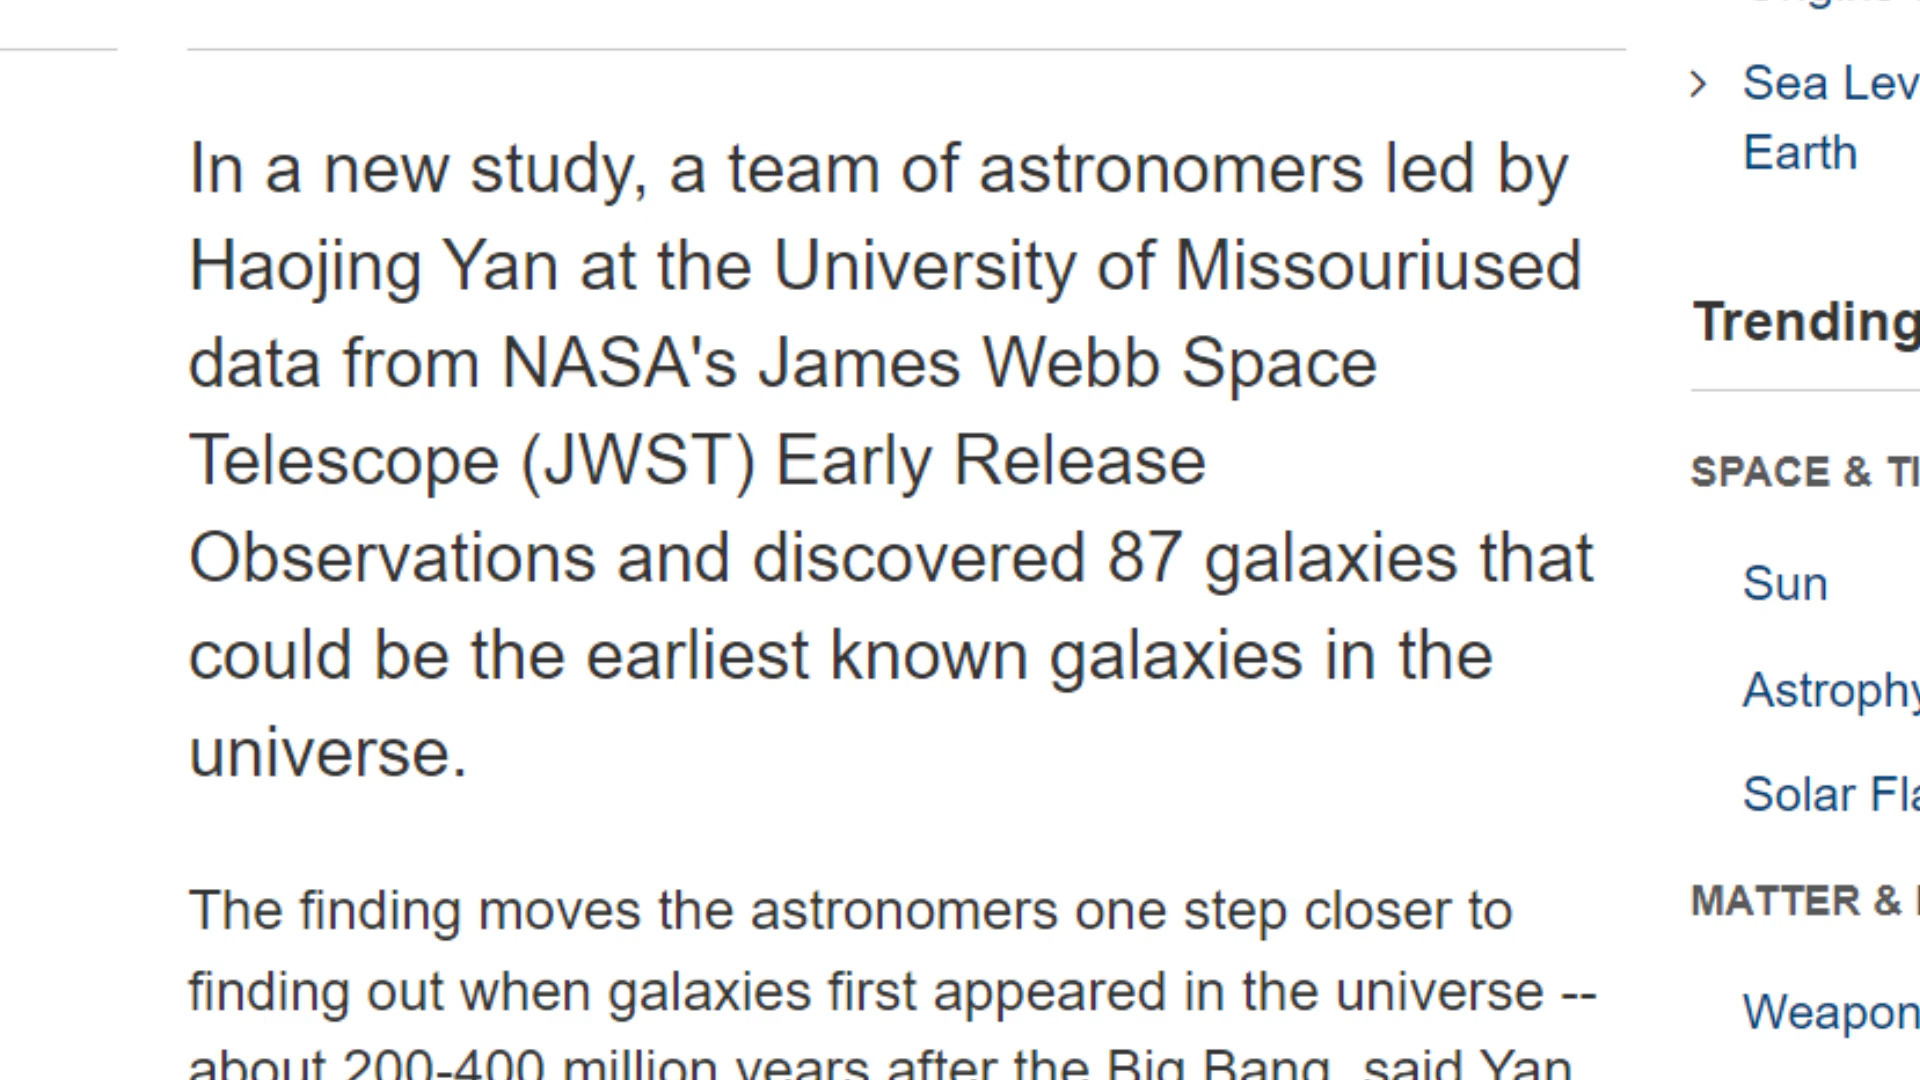 Sea Lev
Earth
In a new study, a team of astronomers led by
Haojing Yan at the University of Missouriused
data from NASA's James Webb Space
Telescope (JWST) Early Release
Observations and discovered 87 galaxies that
could be the earliest known galaxies in the
universe.
The finding moves the astronomers one step closer to
finding out when galaxies first appeared in the universe --
about 200-400 million years after the Big Bang, said Yan,
Trending
SPACE & TI
Sun
Astrophy
Solar Fla
MATTER &
Weapon